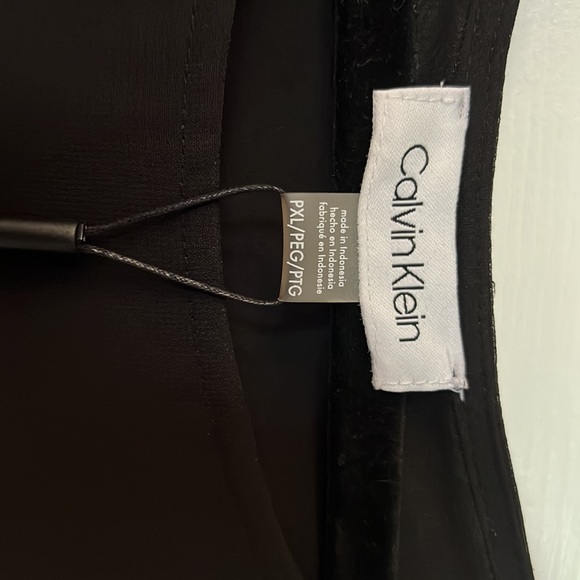 Calvin Klein
made in Indonesia
hecho en Indonesia
fabriqué en Indonésie
PXL/PEG/PTG